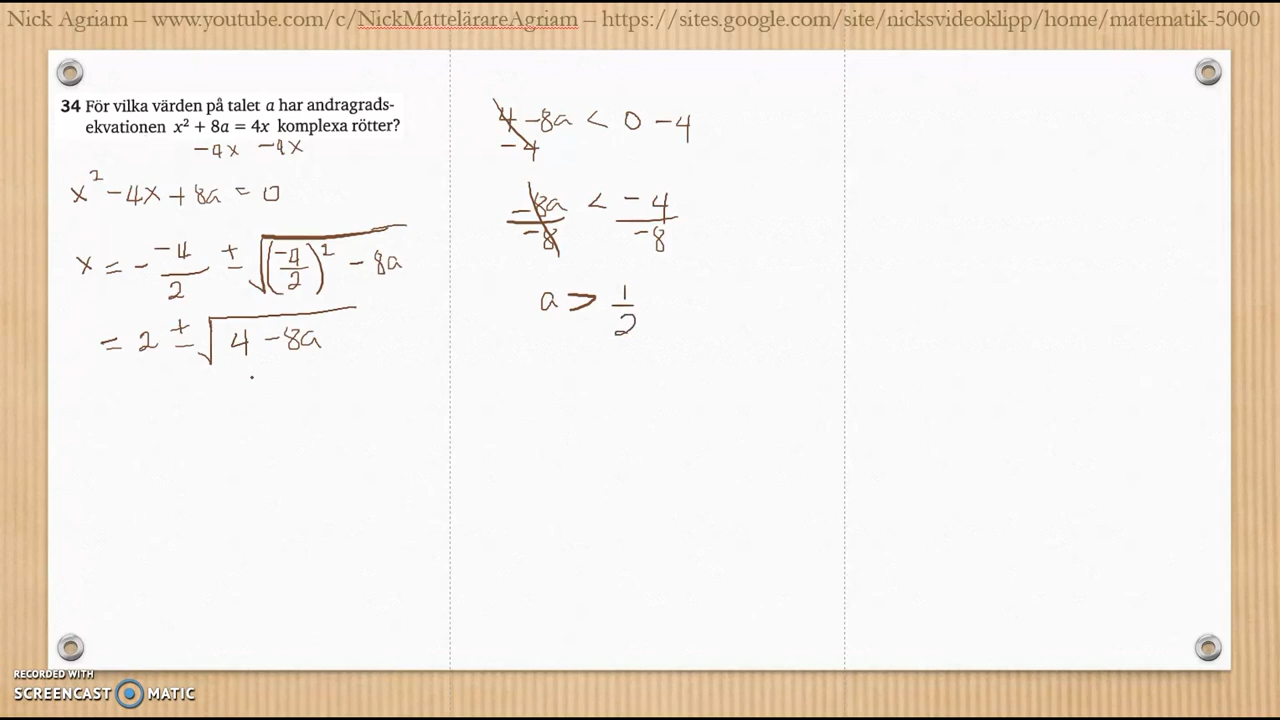 Nick Agriam – www.youtube.com/c/NickMattelärareAgriam – https://sites.google.com/site/nicksvideoklipp/home/matematik-5000
34 För vilka värden på talet a har andragrads-
ekvationen x² + 8a = 4x komplexa rötter?
-4x -4x
x² - 4x + 8a = 0
x = - -4/2 ± √((-4/2)² - 8a)
= 2 ± √(4 - 8a)
4 - 8a < 0 - 4
-4
-8a/-8 < -4/-8
a > 1/2
RECORDED WITH
SCREENCAST MATIC